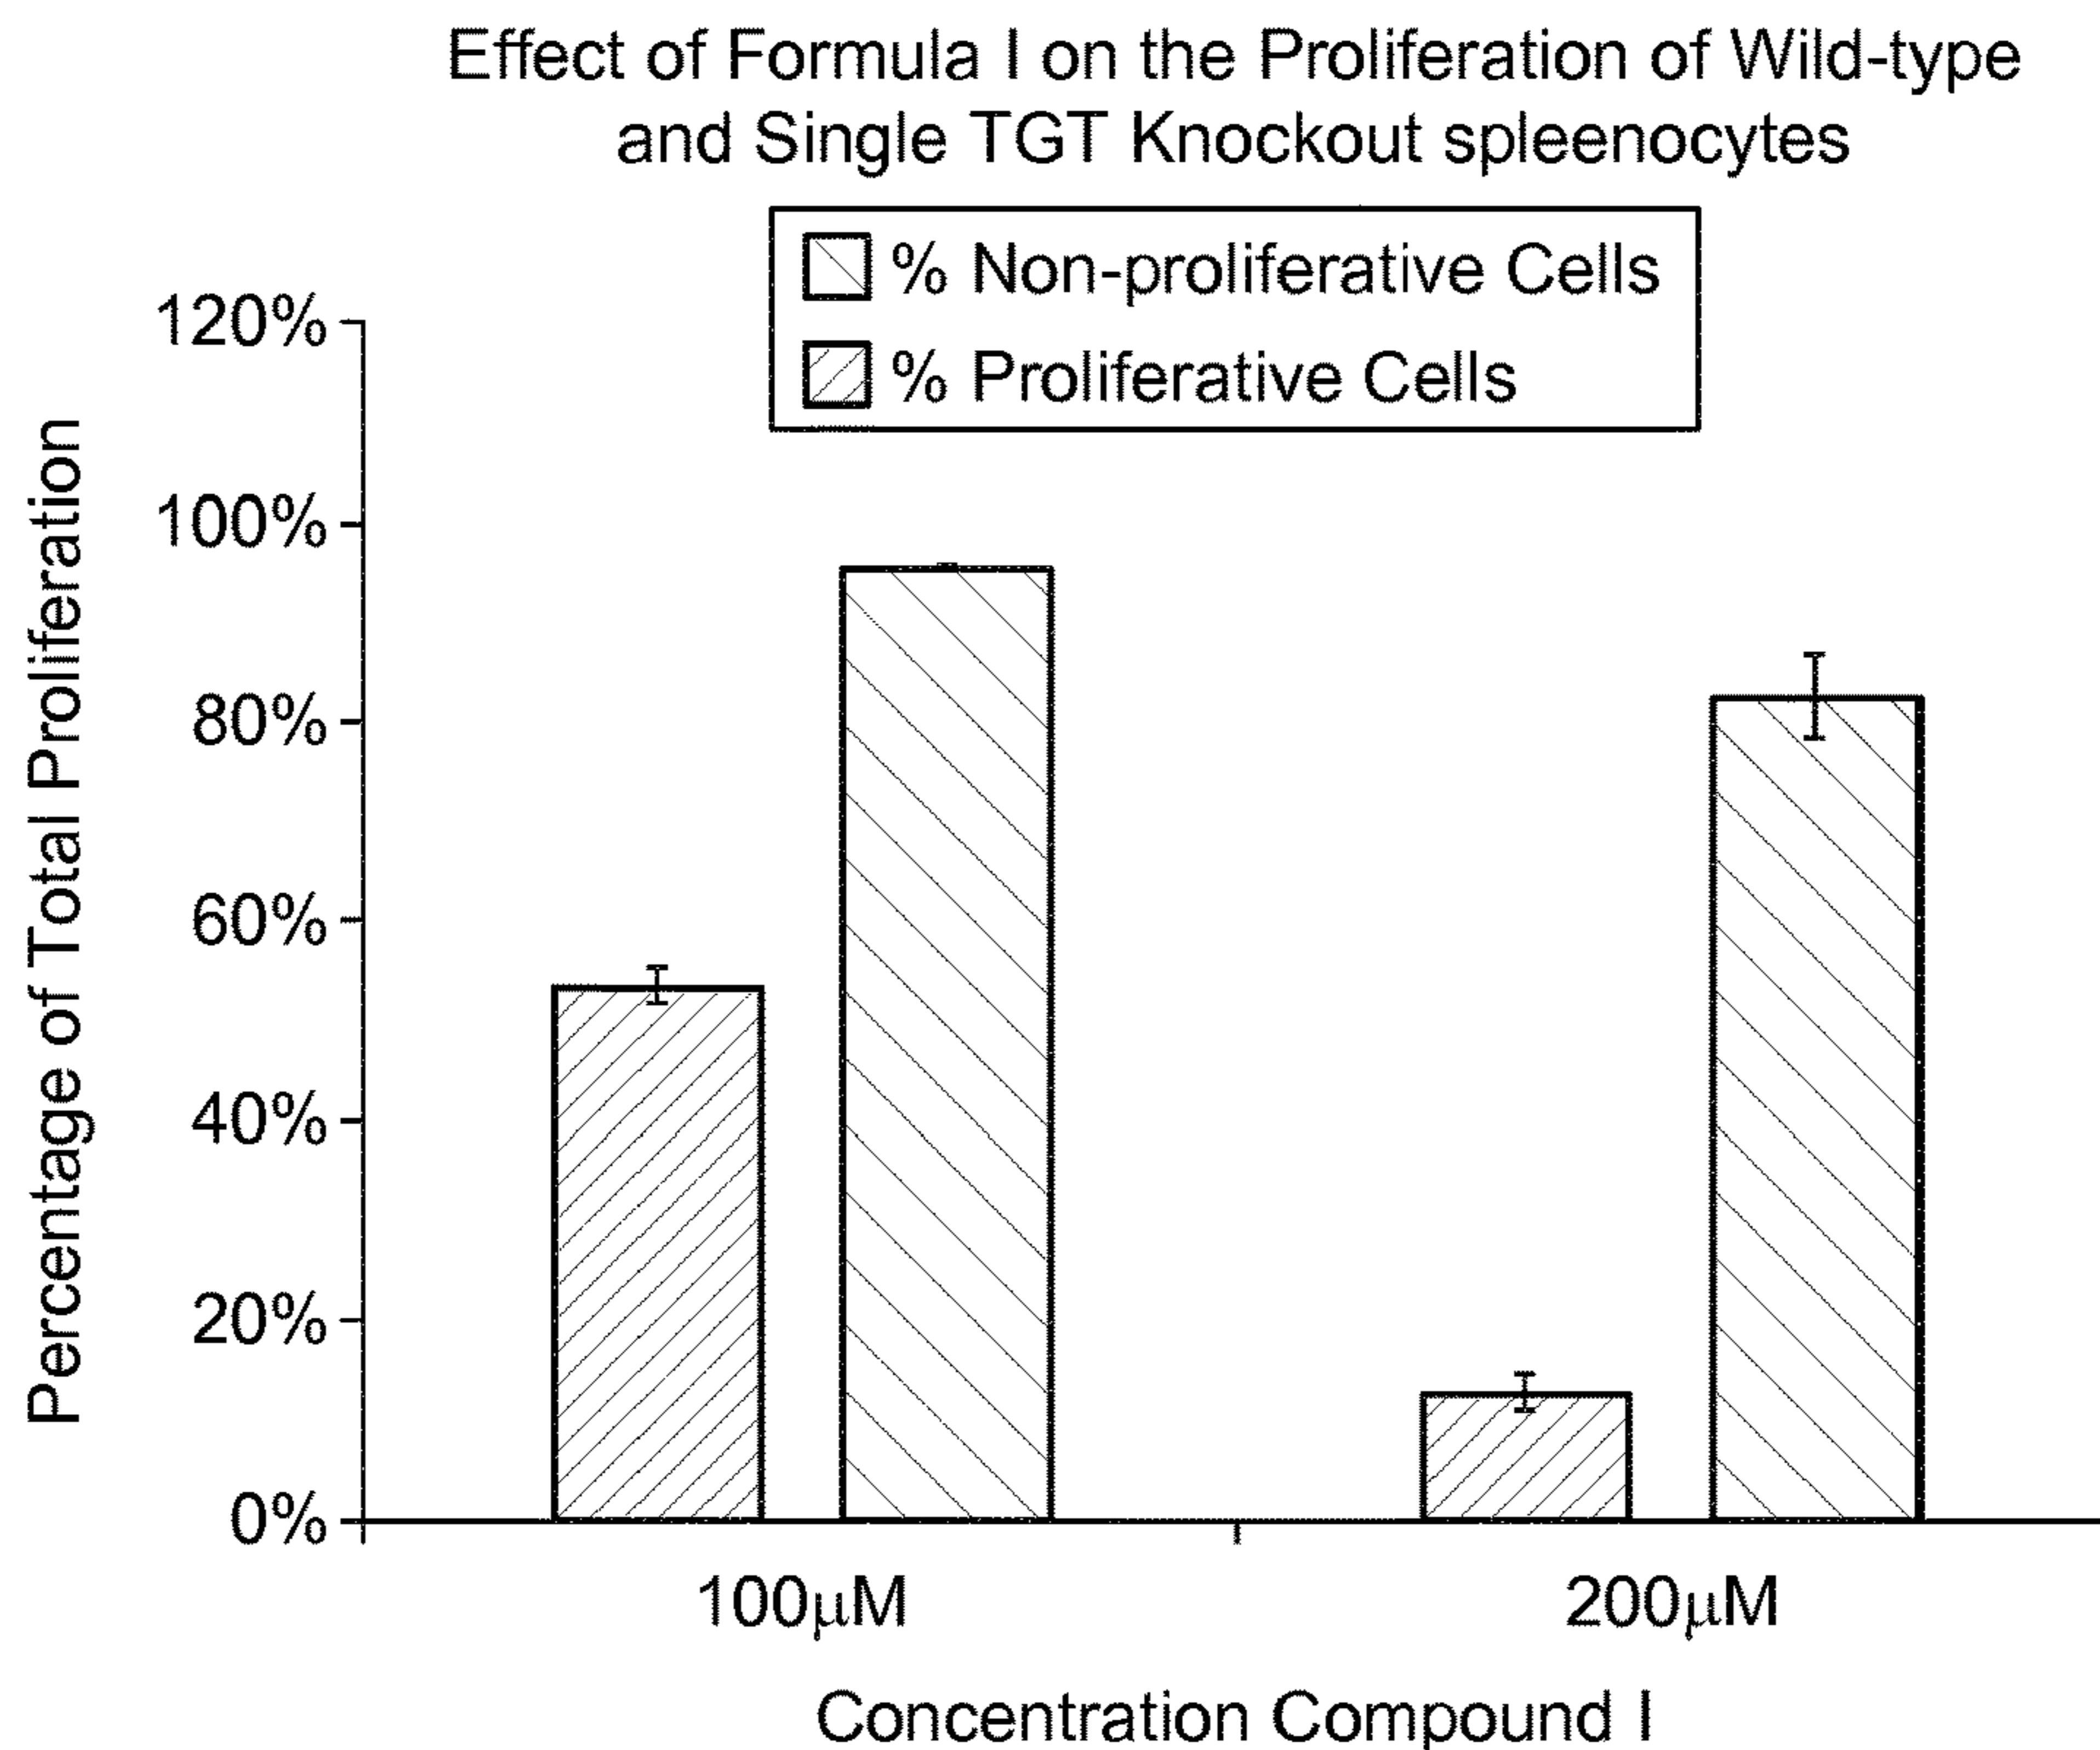 Effect of Formula I on the Proliferation of Wild-type
and Single TGT Knockout spleenocytes
% Non-proliferative Cells
% Proliferative Cells
Percentage of Total Proliferation
120%
100%
80%
60%
40%
20%
0%
100μM
200μM
Concentration Compound I